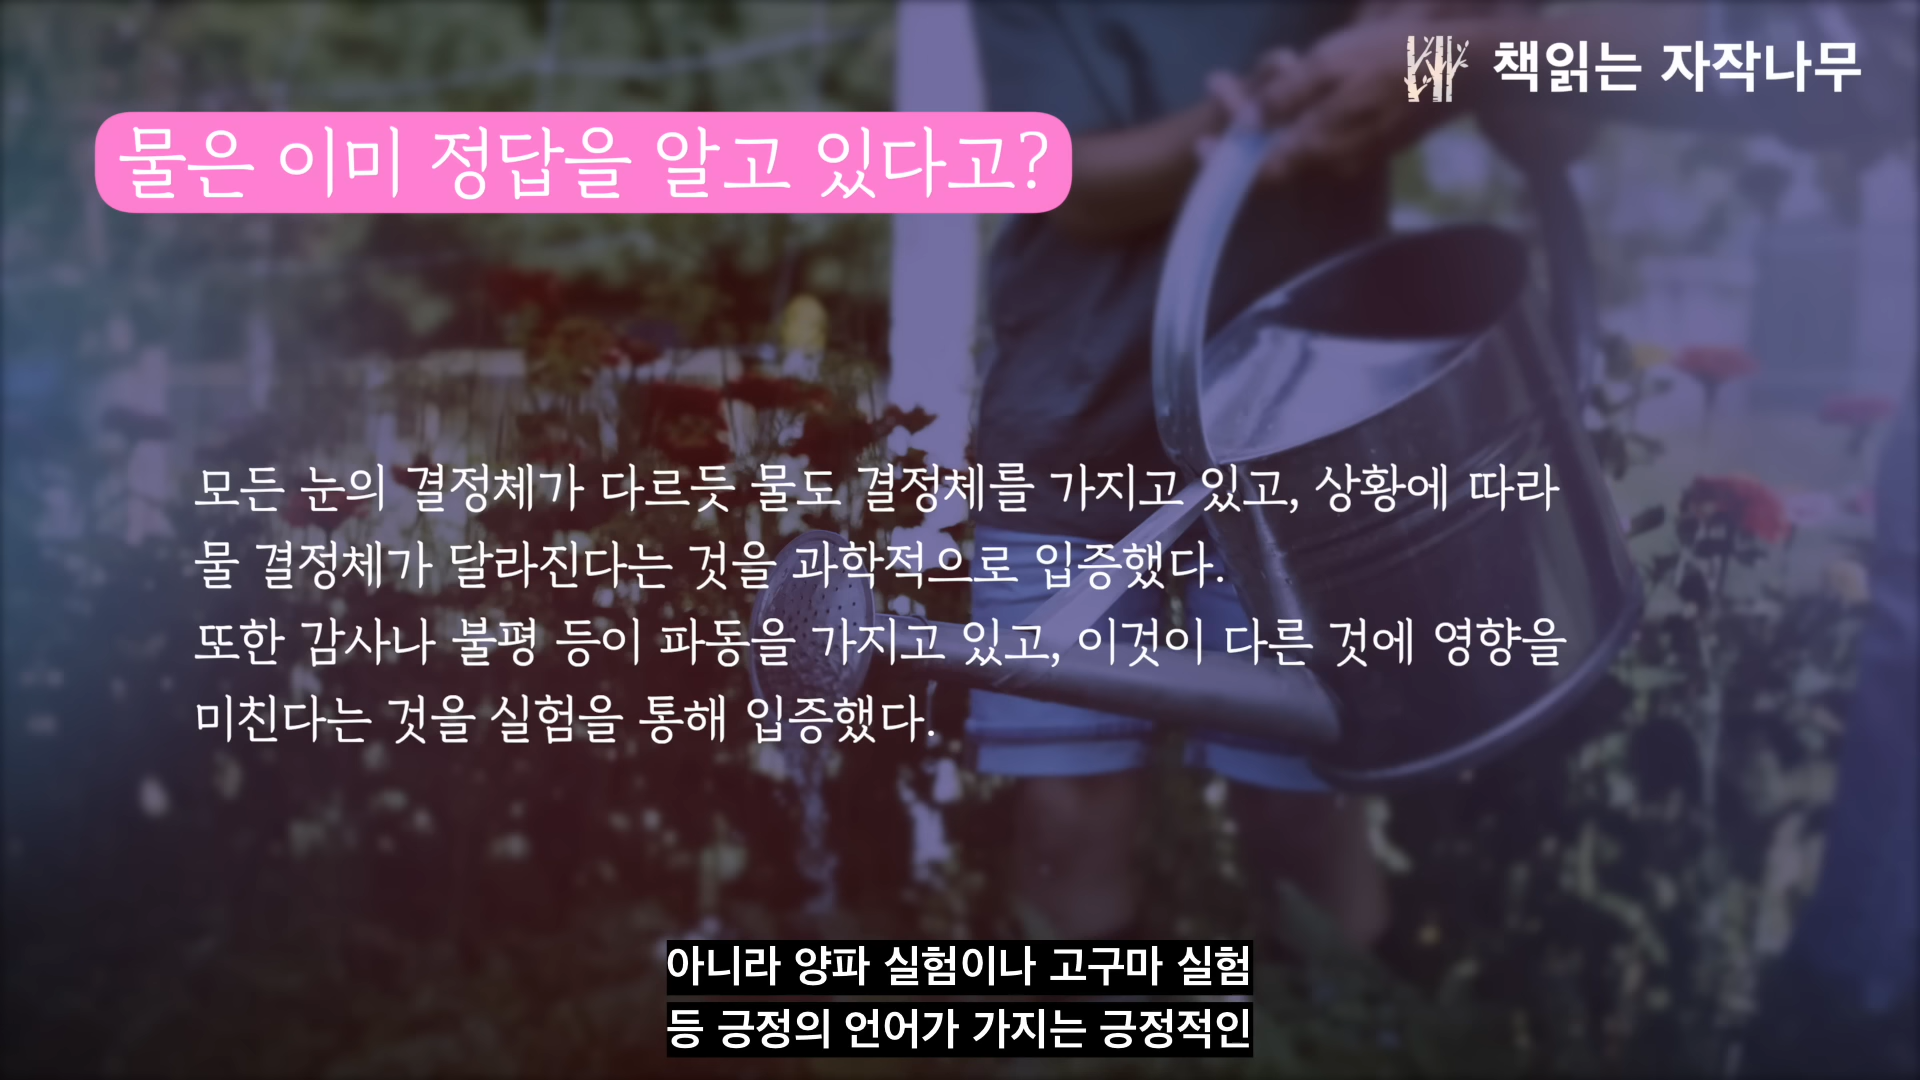 책읽는 자작나무
물은 이미 정답을 알고 있다고?
모든 눈의 결정체가 다르듯 물도 결정체를 가지고 있고, 상황에 따라
물 결정체가 달라진다는 것을 과학적으로 입증했다.
또한 감사나 불평 등이 파동을 가지고 있고, 이것이 다른 것에 영향을
미친다는 것을 실험을 통해 입증했다.
아니라 양파 실험이나 고구마 실험
등 긍정의 언어가 가지는 긍정적인